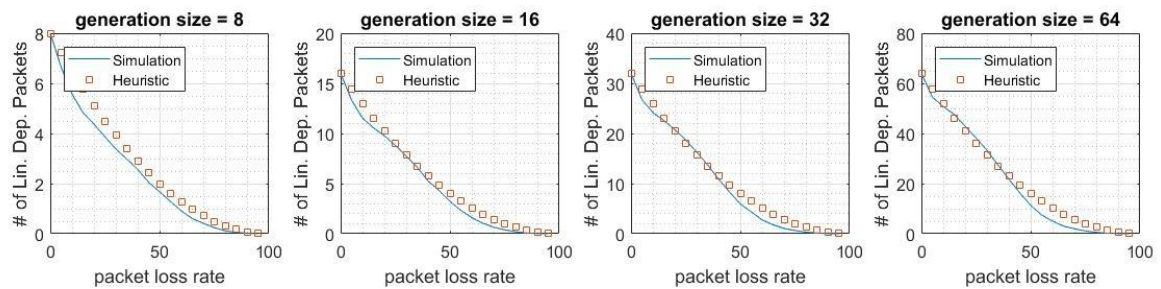 generation size = 8
# of Lin. Dep. Packets
8
6
4
2
0
Simulation
Heuristic
0
50
100
packet loss rate
generation size = 16
# of Lin. Dep. Packets
20
15
10
5
0
Simulation
Heuristic
0
50
100
packet loss rate
generation size = 32
# of Lin. Dep. Packets
40
30
20
10
0
Simulation
Heuristic
0
50
100
packet loss rate
generation size = 64
# of Lin. Dep. Packets
80
60
40
20
0
Simulation
Heuristic
0
50
100
packet loss rate